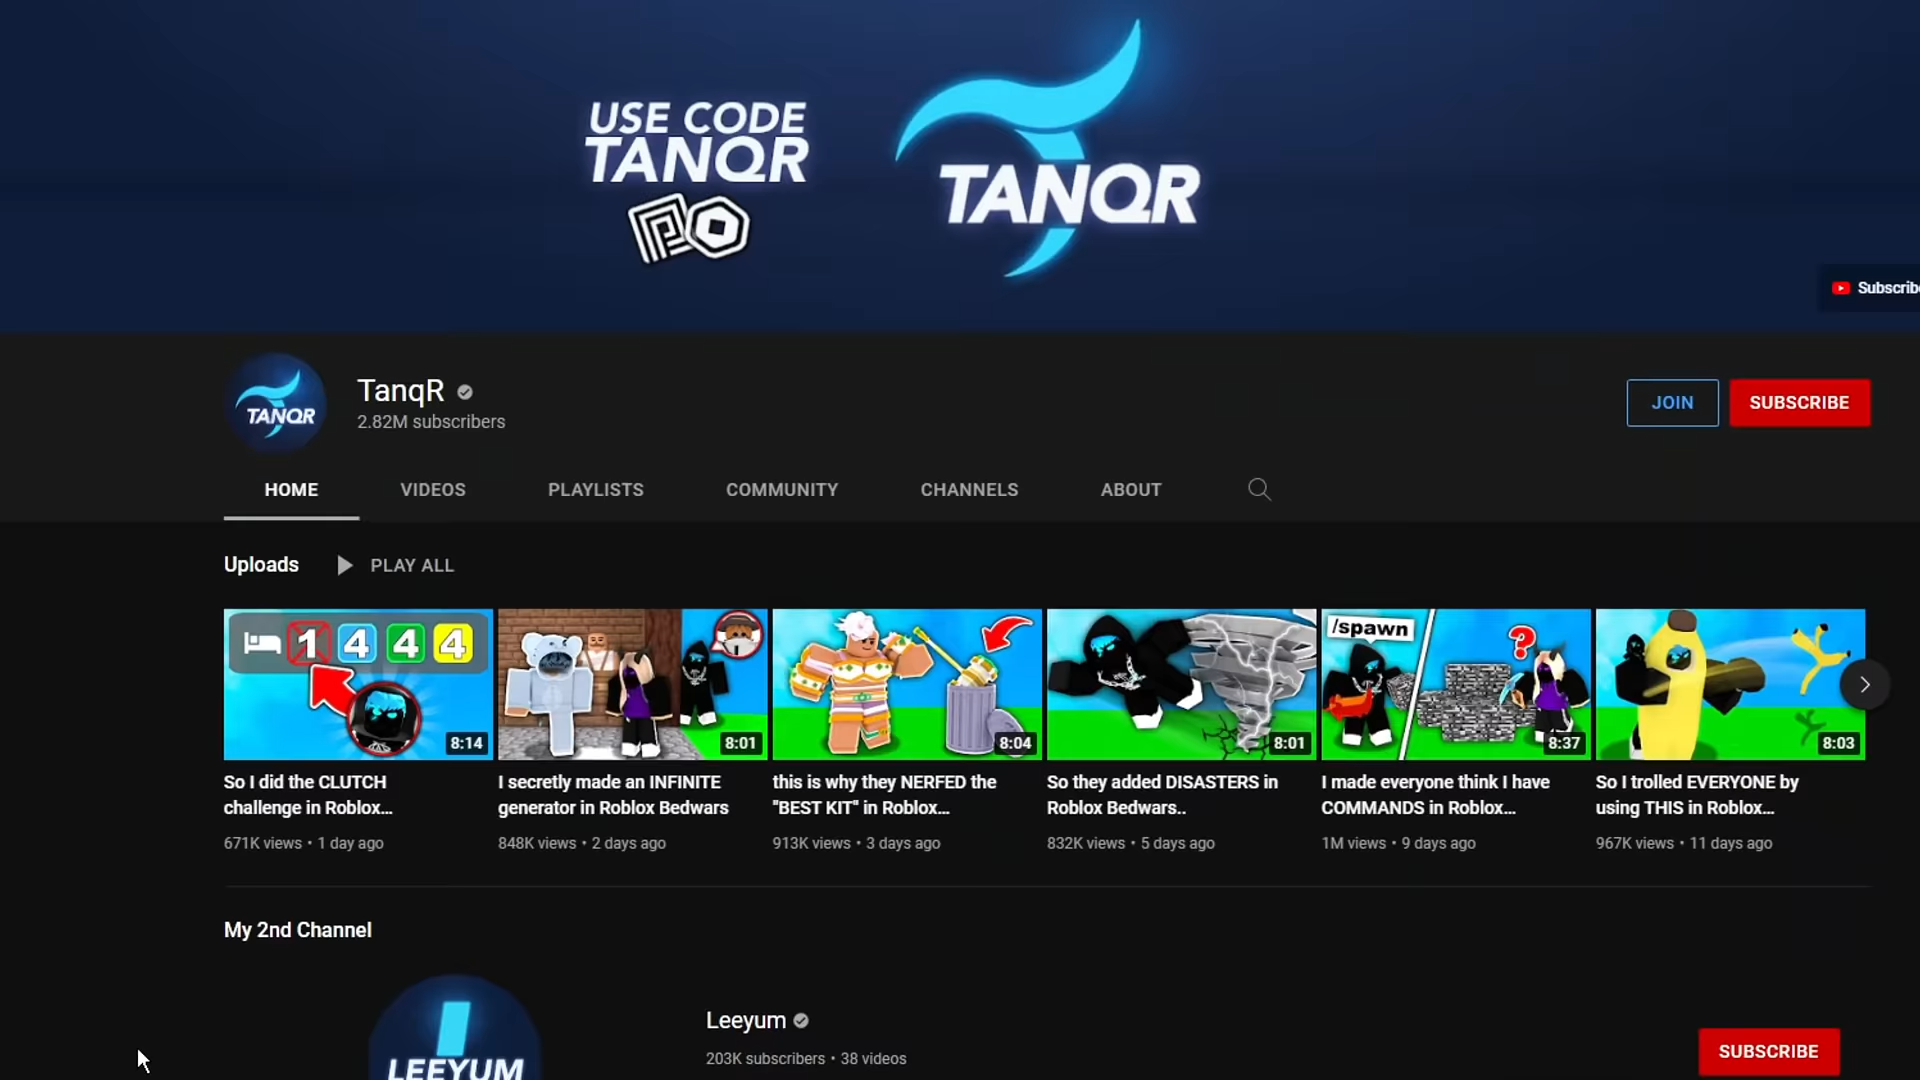 USE CODE
TANQR
TANQR
Subscribe
TANQR
TanqR
2.82M subscribers
JOIN
SUBSCRIBE
HOME
VIDEOS
PLAYLISTS
COMMUNITY
CHANNELS
ABOUT
Uploads
PLAY ALL
1 4 4 4
8:14
8:01
8:04
8:01
/spawn
?
8:37
8:03
So I did the CLUTCH
challenge in Roblox...
671K views • 1 day ago
I secretly made an INFINITE
generator in Roblox Bedwars
848K views • 2 days ago
this is why they NERFED the
"BEST KIT" in Roblox...
913K views • 3 days ago
So they added DISASTERS in
Roblox Bedwars..
832K views • 5 days ago
I made everyone think I have
COMMANDS in Roblox...
1M views • 9 days ago
So I trolled EVERYONE by
using THIS in Roblox...
967K views • 11 days ago
My 2nd Channel
LEEYUM
Leeyum
203K subscribers • 38 videos
SUBSCRIBE